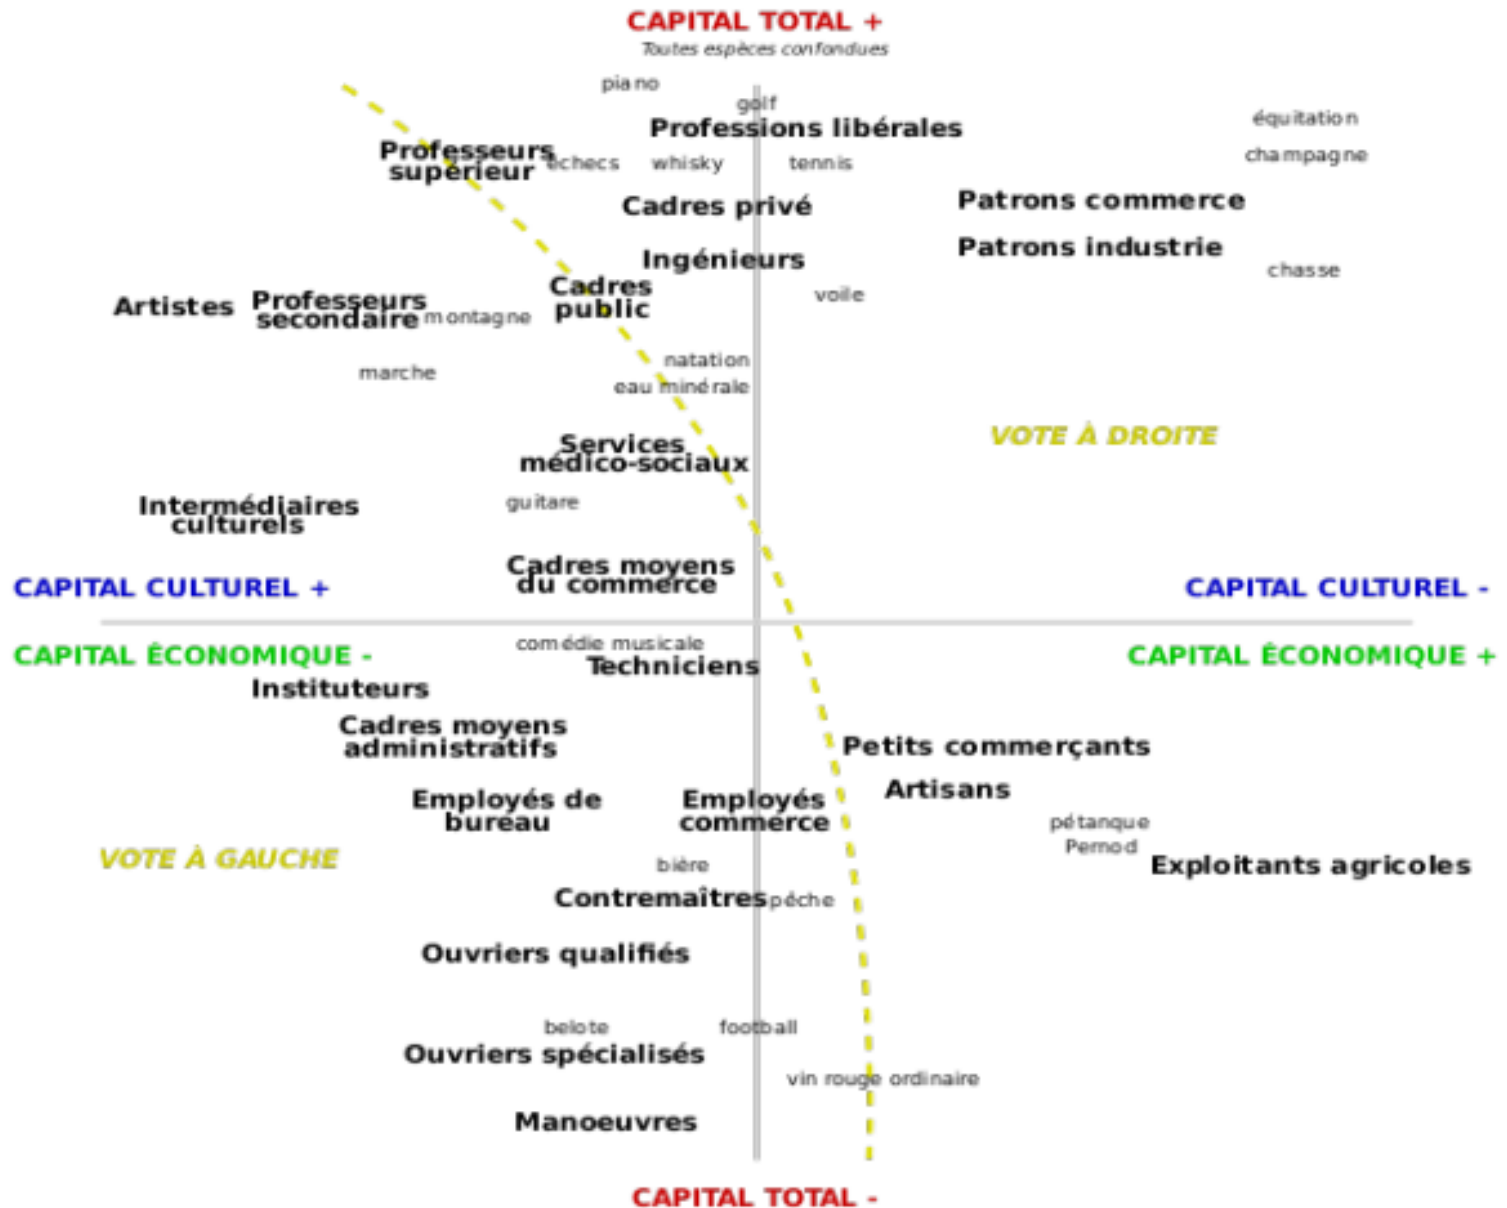 CAPITAL TOTAL +
Toutes espèces confondues
piano
golf
équitation
Professions libérales
champagne
Professeurs
supérieur
échecs
whisky
tennis
Cadres privé
Patrons commerce
Patrons industrie
Ingénieurs
chasse
Cadres
public
voile
Artistes
Professeurs
secondaire
montagne
natation
marche
eau minérale
VOTE À DROITE
Services
médico-sociaux
Intermédiaires
culturels
guitare
Cadres moyens
du commerce
CAPITAL CULTUREL +
CAPITAL CULTUREL -
comédie musicale
CAPITAL ÉCONOMIQUE -
CAPITAL ÉCONOMIQUE +
Techniciens
Instituteurs
Cadres moyens
administratifs
Petits commerçants
Artisans
Employés de
bureau
Employés
commerce
pétanque
Pernod
VOTE À GAUCHE
bière
Exploitants agricoles
Contremaîtres
pêche
Ouvriers qualifiés
belote
football
Ouvriers spécialisés
vin rouge ordinaire
Manoeuvres
CAPITAL TOTAL -